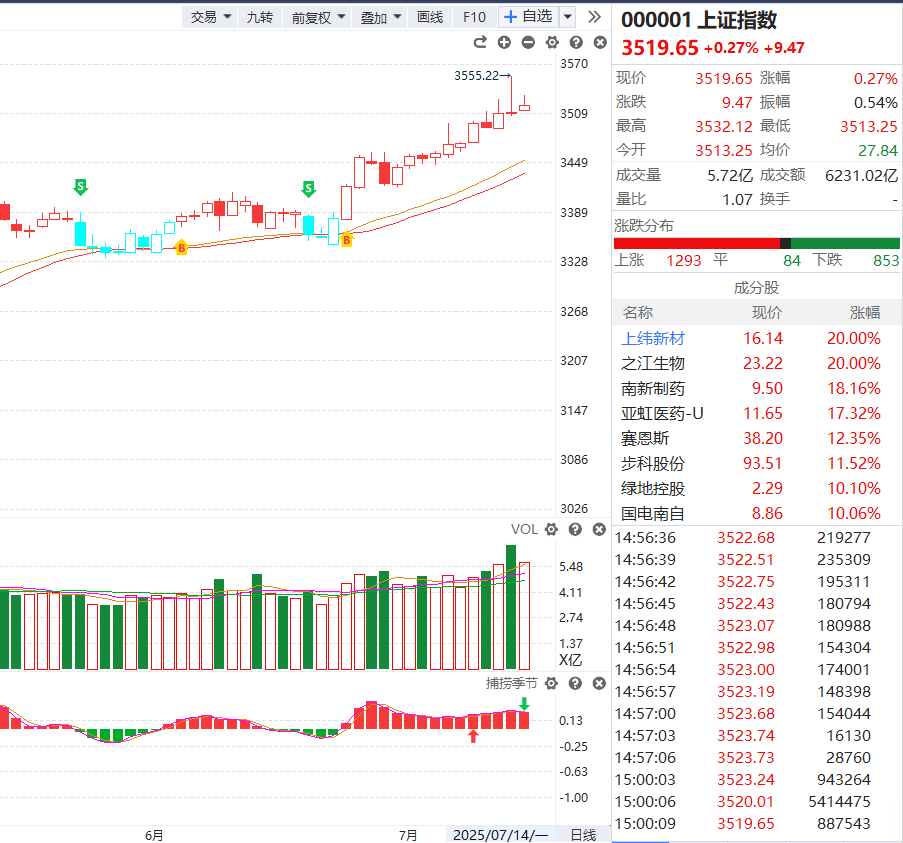 交易 九转 前复权 叠加 画线 F10 自选
3555.22
3570
3509
3449
3389
3328
3268
3207
3147
3086
3026
S
S
B
B
VOL
5.48
4.11
2.74
1.37
X亿
捕捞季节
0.13
-0.25
-0.63
-1.00
6月 7月 2025/07/14/一 日线
000001 上证指数
3519.65 +0.27% +9.47
现价 3519.65 涨幅 0.27%
涨跌 9.47 振幅 0.54%
最高 3532.12 最低 3513.25
今开 3513.25 均价 27.84
成交量 5.72亿 成交额 6231.02亿
量比 1.07 换手 -
涨跌分布
上涨 1293 平 84 下跌 853
成分股
名称 现价 涨幅
上纬新材 16.14 20.00%
之江生物 23.22 20.00%
南新制药 9.50 18.16%
亚虹医药-U 11.65 17.32%
赛恩斯 38.20 12.35%
步科股份 93.51 11.52%
绿地控股 2.29 10.10%
国电南自 8.86 10.06%
14:56:36 3522.68 219277
14:56:39 3522.51 235309
14:56:42 3522.75 195311
14:56:45 3522.43 180794
14:56:48 3523.07 180988
14:56:51 3522.98 154304
14:56:54 3523.00 174001
14:56:57 3523.19 148398
14:57:00 3523.68 154044
14:57:03 3523.74 16130
14:57:06 3523.73 28760
15:00:03 3523.24 943264
15:00:06 3520.01 5414475
15:00:09 3519.65 887543